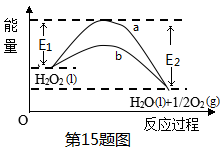 能
量
E₁
a
b
E₂
H₂O₂(l)
H₂O(l)+1/2O₂(g)
O
反应过程
第15题图